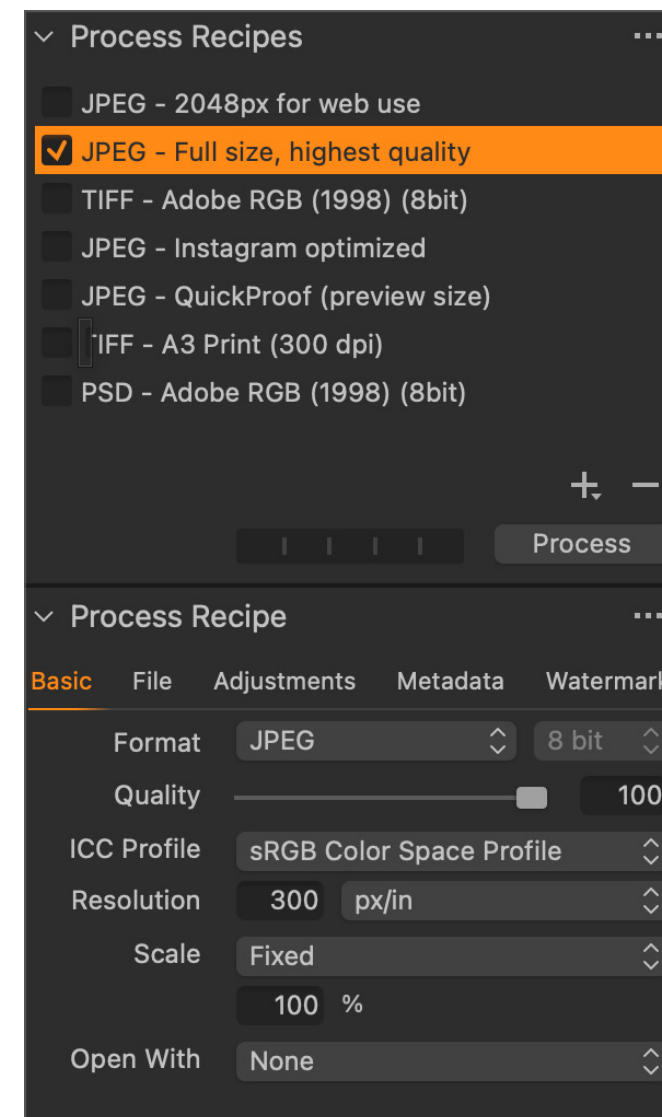 Process Recipes
JPEG - 2048px for web use
JPEG - Full size, highest quality
TIFF - Adobe RGB (1998) (8bit)
JPEG - Instagram optimized
JPEG - QuickProof (preview size)
TIFF - A3 Print (300 dpi)
PSD - Adobe RGB (1998) (8bit)
Process
Process Recipe
Basic File Adjustments Metadata Watermark
Format JPEG 8 bit
Quality 100
ICC Profile sRGB Color Space Profile
Resolution 300 px/in
Scale Fixed
100 %
Open With None